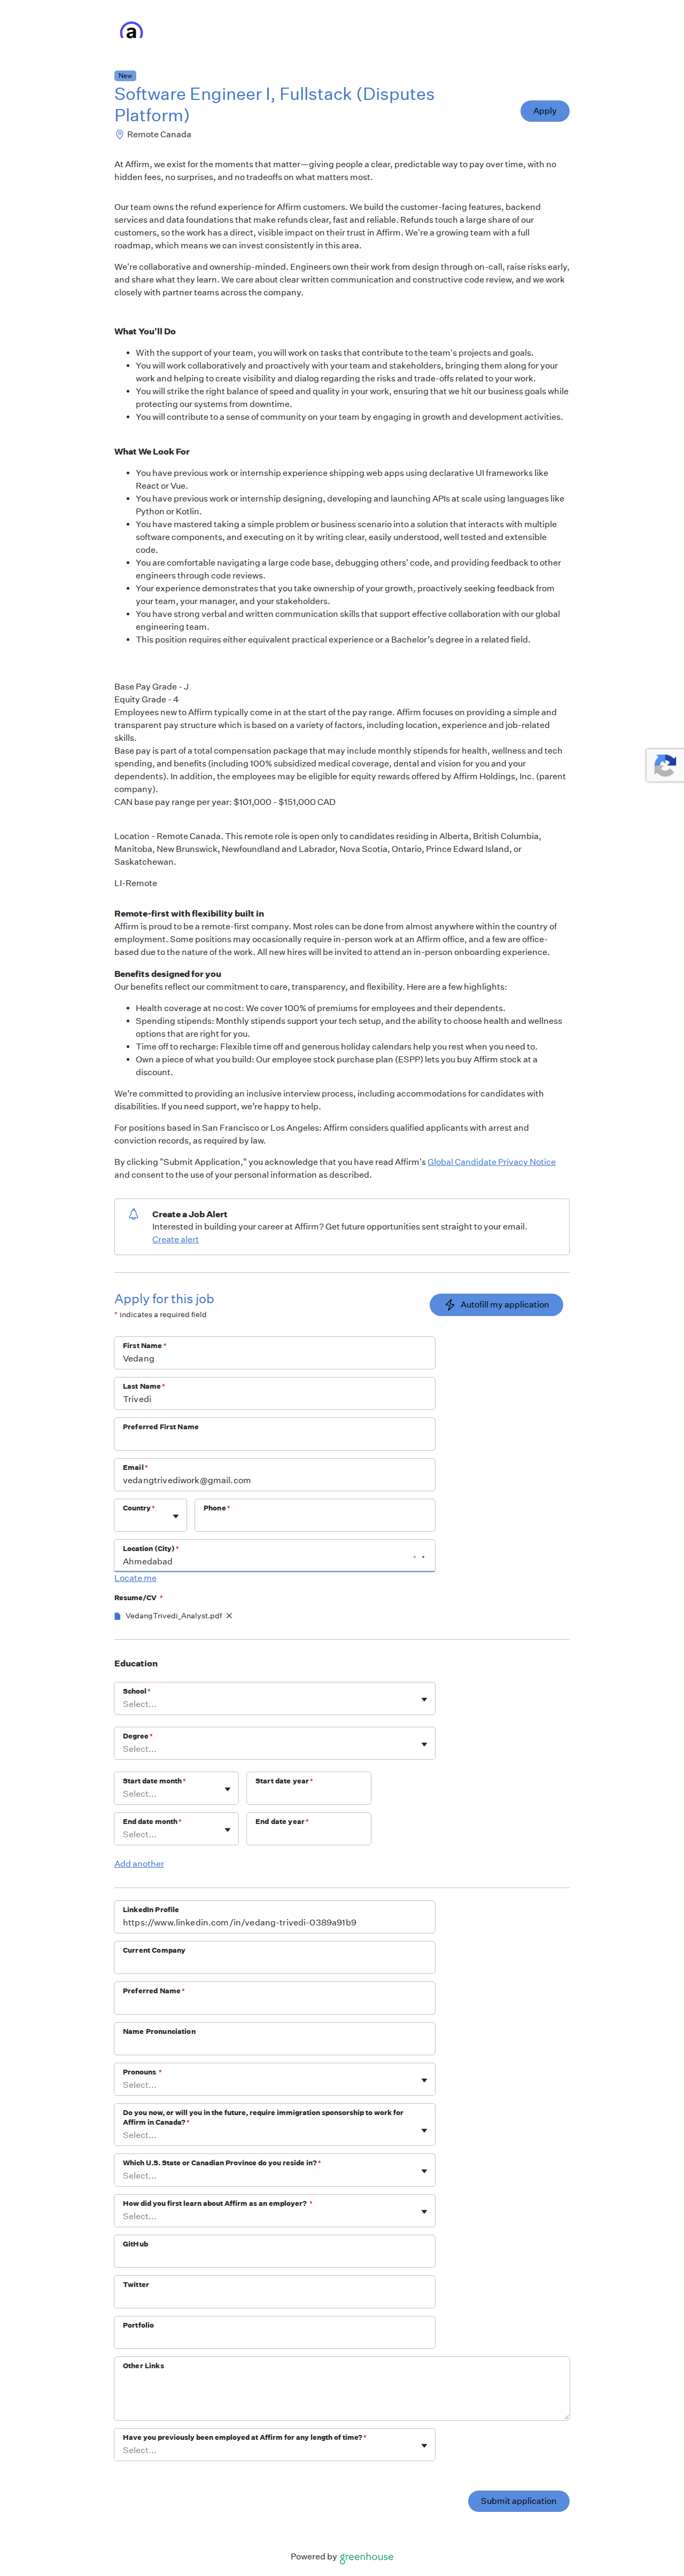 a
New
Software Engineer I, Fullstack (Disputes
Platform)
Apply
Remote Canada
At Affirm, we exist for the moments that matter—giving people a clear, predictable way to pay over time, with no
hidden fees, no surprises, and no tradeoffs on what matters most.
Our team owns the refund experience for Affirm customers. We build the customer-facing features, backend
services and data foundations that make refunds clear, fast and reliable. Refunds touch a large share of our
customers, so the work has a direct, visible impact on their trust in Affirm. We're a growing team with a full
roadmap, which means we can invest consistently in this area.
We're collaborative and ownership-minded. Engineers own their work from design through on-call, raise risks early,
and share what they learn. We care about clear written communication and constructive code review, and we work
closely with partner teams across the company.
What You'll Do
• With the support of your team, you will work on tasks that contribute to the team's projects and goals.
• You will work collaboratively and proactively with your team and stakeholders, bringing them along for your
work and helping to create visibility and dialog regarding the risks and trade-offs related to your work.
• You will strike the right balance of speed and quality in your work, ensuring that we hit our business goals while
protecting our systems from downtime.
• You will contribute to a sense of community on your team by engaging in growth and development activities.
What We Look For
• You have previous work or internship experience shipping web apps using declarative UI frameworks like
React or Vue.
• You have previous work or internship designing, developing and launching APIs at scale using languages like
Python or Kotlin.
• You have mastered taking a simple problem or business scenario into a solution that interacts with multiple
software components, and executing on it by writing clear, easily understood, well tested and extensible
code.
• You are comfortable navigating a large code base, debugging others' code, and providing feedback to other
engineers through code reviews.
• Your experience demonstrates that you take ownership of your growth, proactively seeking feedback from
your team, your manager, and your stakeholders.
• You have strong verbal and written communication skills that support effective collaboration with our global
engineering team.
• This position requires either equivalent practical experience or a Bachelor's degree in a related field.
Base Pay Grade - J
Equity Grade - 4
Employees new to Affirm typically come in at the start of the pay range. Affirm focuses on providing a simple and
transparent pay structure which is based on a variety of factors, including location, experience and job-related
skills.
Base pay is part of a total compensation package that may include monthly stipends for health, wellness and tech
spending, and benefits (including 100% subsidized medical coverage, dental and vision for you and your
dependents). In addition, the employees may be eligible for equity rewards offered by Affirm Holdings, Inc. (parent
company).
CAN base pay range per year: $101,000 - $151,000 CAD
Location - Remote Canada. This remote role is open only to candidates residing in Alberta, British Columbia,
Manitoba, New Brunswick, Newfoundland and Labrador, Nova Scotia, Ontario, Prince Edward Island, or
Saskatchewan.
LI-Remote
Remote-first with flexibility built in
Affirm is proud to be a remote-first company. Most roles can be done from almost anywhere within the country of
employment. Some positions may occasionally require in-person work at an Affirm office, and a few are office-
based due to the nature of the work. All new hires will be invited to attend an in-person onboarding experience.
Benefits designed for you
Our benefits reflect our commitment to care, transparency, and flexibility. Here are a few highlights:
• Health coverage at no cost: We cover 100% of premiums for employees and their dependents.
• Spending stipends: Monthly stipends support your tech setup, and the ability to choose health and wellness
options that are right for you.
• Time off to recharge: Flexible time off and generous holiday calendars help you rest when you need to.
• Own a piece of what you build: Our employee stock purchase plan (ESPP) lets you buy Affirm stock at a
discount.
We're committed to providing an inclusive interview process, including accommodations for candidates with
disabilities. If you need support, we're happy to help.
For positions based in San Francisco or Los Angeles: Affirm considers qualified applicants with arrest and
conviction records, as required by law.
By clicking "Submit Application," you acknowledge that you have read Affirm's Global Candidate Privacy Notice
and consent to the use of your personal information as described.
Create a Job Alert
Interested in building your career at Affirm? Get future opportunities sent straight to your email.
Create alert
Apply for this job
Autofill my application
* indicates a required field
First Name *
Vedang
Last Name *
Trivedi
Preferred First Name
Email *
vedangtrivediwork@gmail.com
Country * Phone *
Location (City) *
Ahmedabad
Locate me
Resume/CV *
VedangTrivedi_Analyst.pdf
Education
School *
Select...
Degree *
Select...
Start date month * Start date year *
Select...
End date month * End date year *
Select...
Add another
LinkedIn Profile
https://www.linkedin.com/in/vedang-trivedi-0389a91b9
Current Company
Preferred Name *
Name Pronunciation
Pronouns *
Select...
Do you now, or will you in the future, require immigration sponsorship to work for
Affirm in Canada? *
Select...
Which U.S. State or Canadian Province do you reside in? *
Select...
How did you first learn about Affirm as an employer? *
Select...
GitHub
Twitter
Portfolio
Other Links
Have you previously been employed at Affirm for any length of time? *
Select...
Submit application
Powered by greenhouse